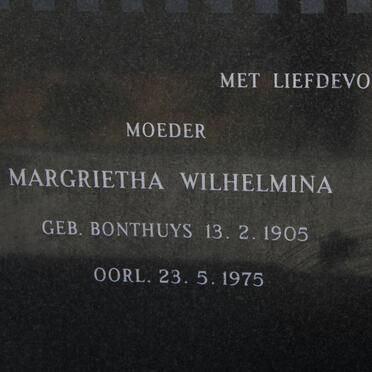 MET LIEFDEVO
MOEDER
MARGRIETHA WILHELMINA
GEB. BONTHUYS 13. 2. 1905
OORL. 23. 5. 1975